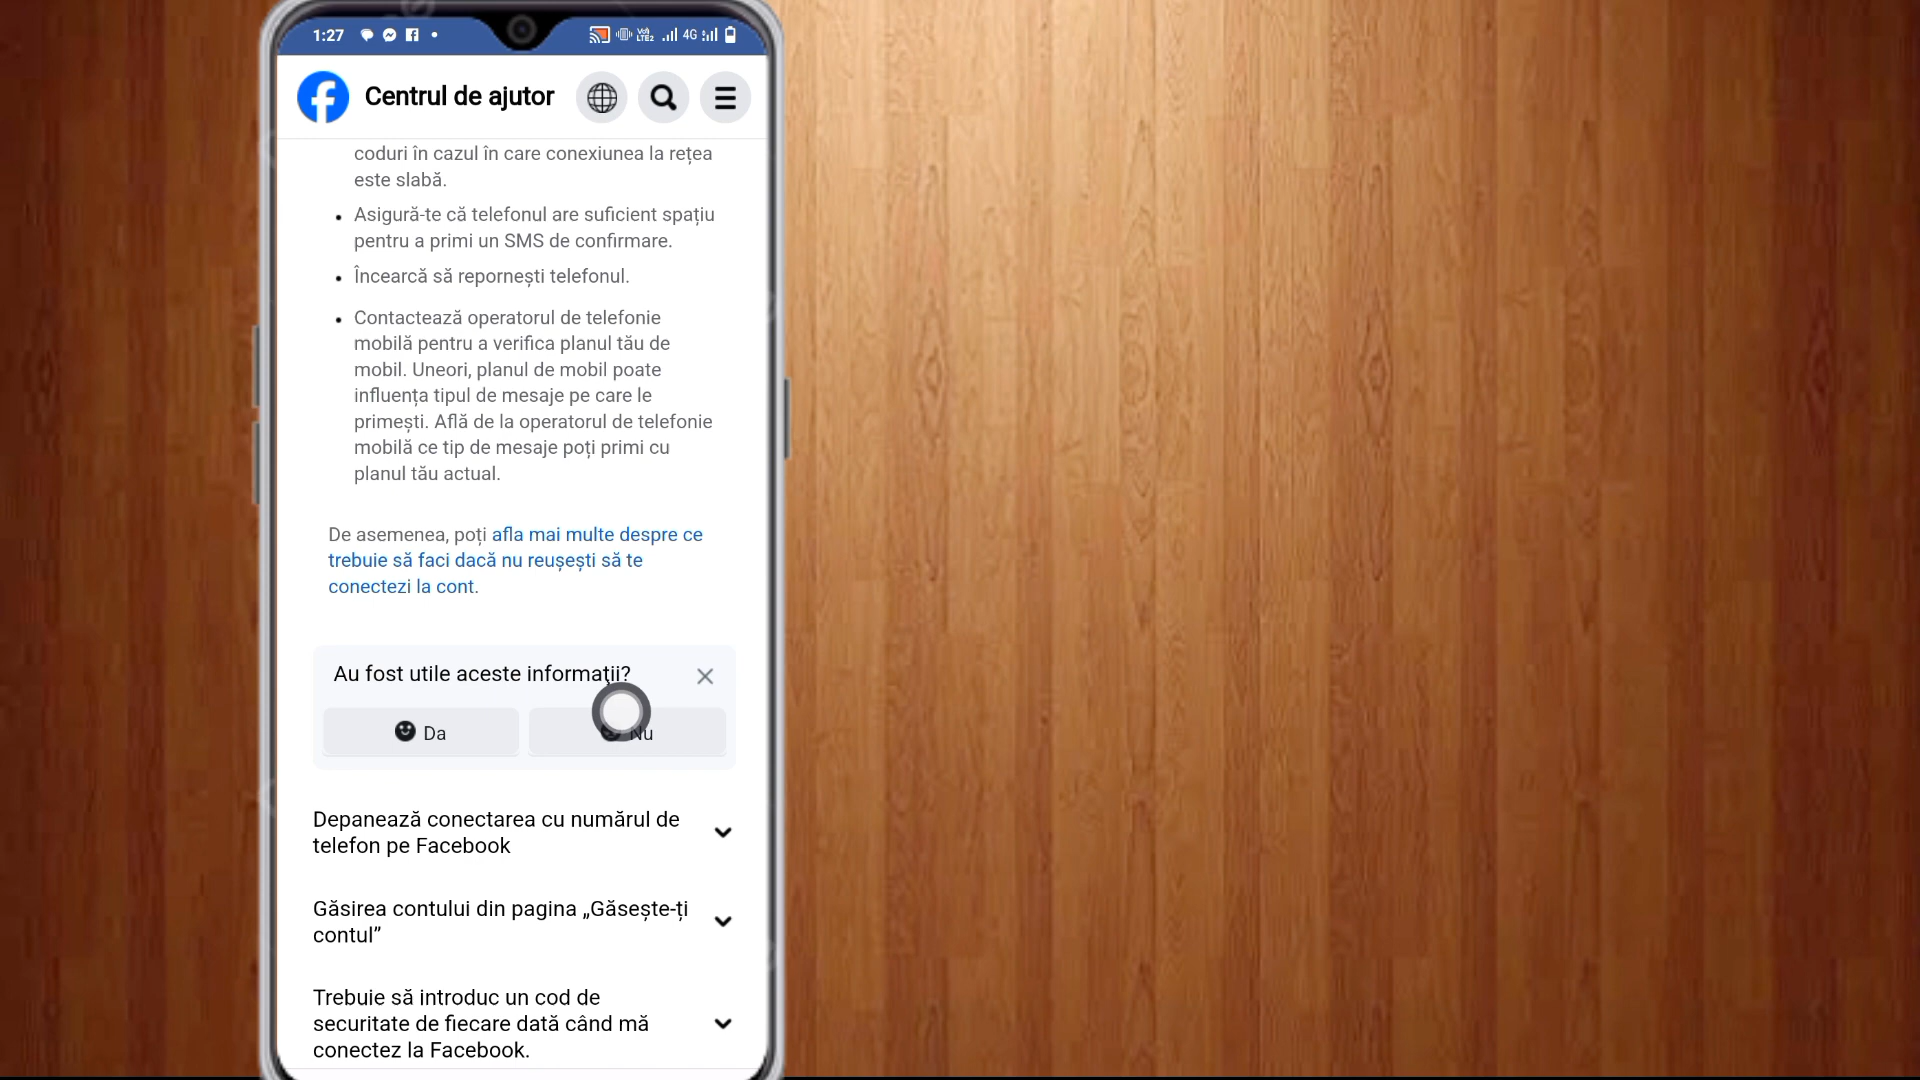 1:27
Vo)
LTE2
4G
Centrul de ajutor
coduri în cazul în care conexiunea la rețea
este slabă.
Asigură-te că telefonul are suficient spațiu
pentru a primi un SMS de confirmare.
Încearcă să repornești telefonul.
Contactează operatorul de telefonie
mobilă pentru a verifica planul tău de
mobil. Uneori, planul de mobil poate
influența tipul de mesaje pe care le
primești. Află de la operatorul de telefonie
mobilă ce tip de mesaje poți primi cu
planul tău actual.
De asemenea, poți afla mai multe despre ce
trebuie să faci dacă nu reușești să te
conectezi la cont.
Au fost utile aceste informații?
Da
Nu
Depanează conectarea cu numărul de
telefon pe Facebook
Găsirea contului din pagina „Găsește-ți
contul”
Trebuie să introduc un cod de
securitate de fiecare dată când mă
conectez la Facebook.